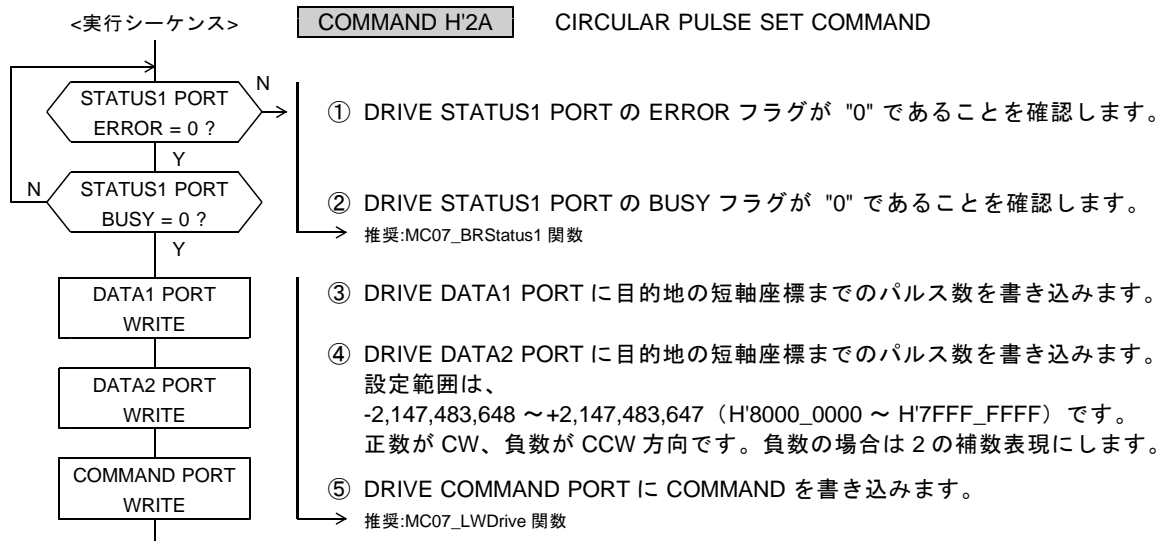 <実行シーケンス>
COMMAND H'2A CIRCULAR PULSE SET COMMAND
STATUS1 PORT
ERROR = 0 ?
N
Y
① DRIVE STATUS1 PORT の ERROR フラグが "0" であることを確認します。
N
STATUS1 PORT
BUSY = 0 ?
Y
② DRIVE STATUS1 PORT の BUSY フラグが "0" であることを確認します。
推奨:MC07_BRStatus1 関数
DATA1 PORT
WRITE
③ DRIVE DATA1 PORT に目的地の短軸座標までのパルス数を書き込みます。
DATA2 PORT
WRITE
④ DRIVE DATA2 PORT に目的地の短軸座標までのパルス数を書き込みます。
設定範囲は、
-2,147,483,648 ～+2,147,483,647（H'8000_0000 ～ H'7FFF_FFFF）です。
正数が CW、負数が CCW 方向です。負数の場合は 2 の補数表現にします。
COMMAND PORT
WRITE
⑤ DRIVE COMMAND PORT に COMMAND を書き込みます。
推奨:MC07_LWDrive 関数